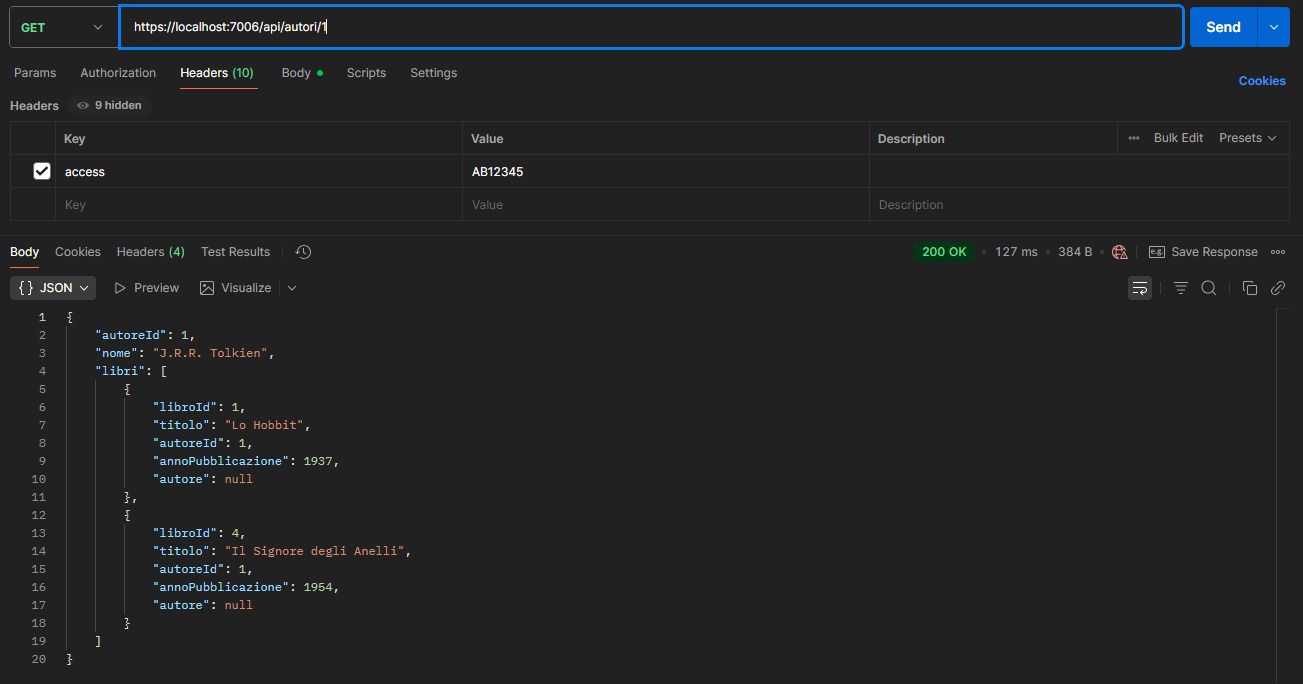 GET https://localhost:7006/api/autori/1 Send
Params Authorization Headers (10) Body Scripts Settings Cookies
Headers 9 hidden
Key Value Description Bulk Edit Presets
access AB12345
Key Value Description
Body Cookies Headers (4) Test Results 200 OK 127 ms 384 B e.g. Save Response
{} JSON Preview Visualize
1 {
2 "autoreId": 1,
3 "nome": "J.R.R. Tolkien",
4 "libri": [
5 {
6 "libroId": 1,
7 "titolo": "Lo Hobbit",
8 "autoreId": 1,
9 "annoPubblicazione": 1937,
10 "autore": null
11 },
12 {
13 "libroId": 4,
14 "titolo": "Il Signore degli Anelli",
15 "autoreId": 1,
16 "annoPubblicazione": 1954,
17 "autore": null
18 }
19 ]
20 }